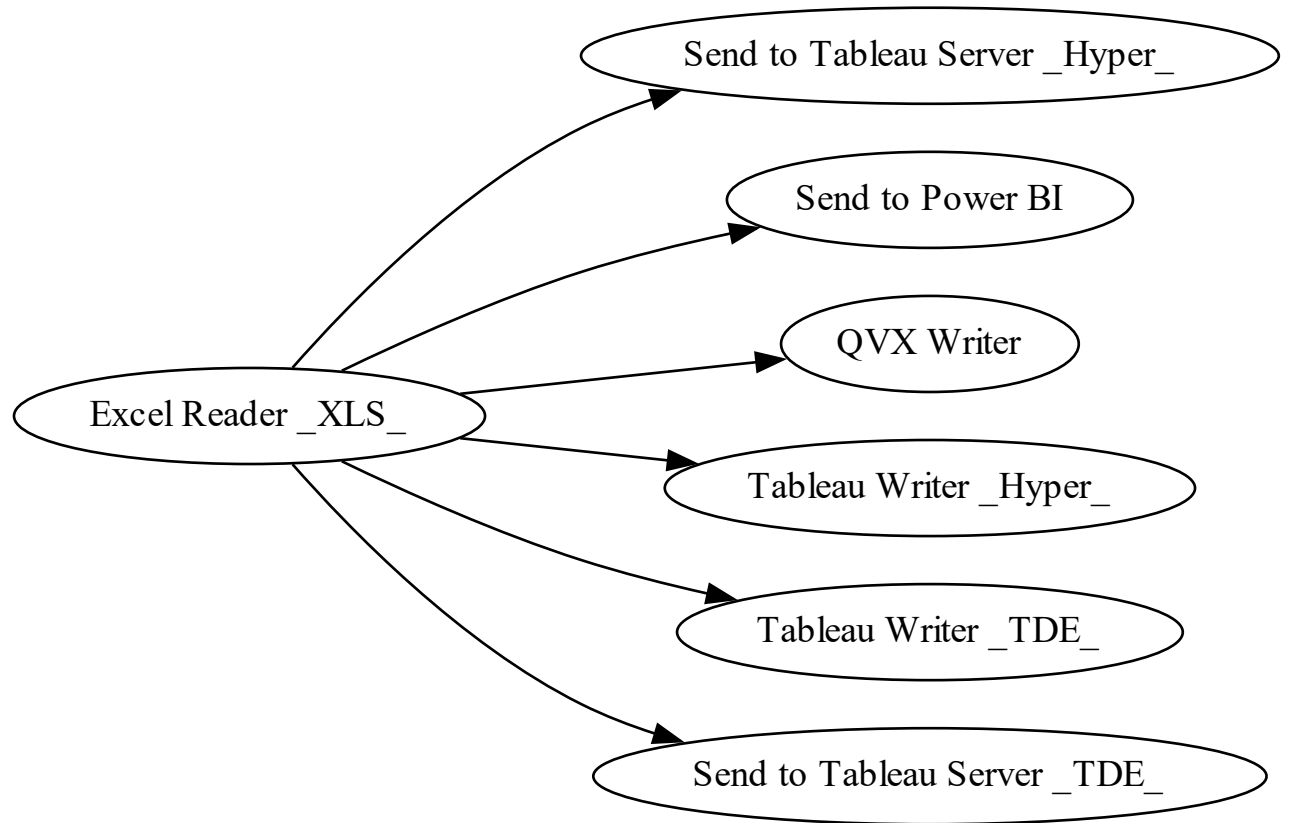 Send to Tableau Server _Hyper_
Send to Power BI
QVX Writer
Excel Reader _XLS_
Tableau Writer _Hyper_
Tableau Writer _TDE_
Send to Tableau Server _TDE_